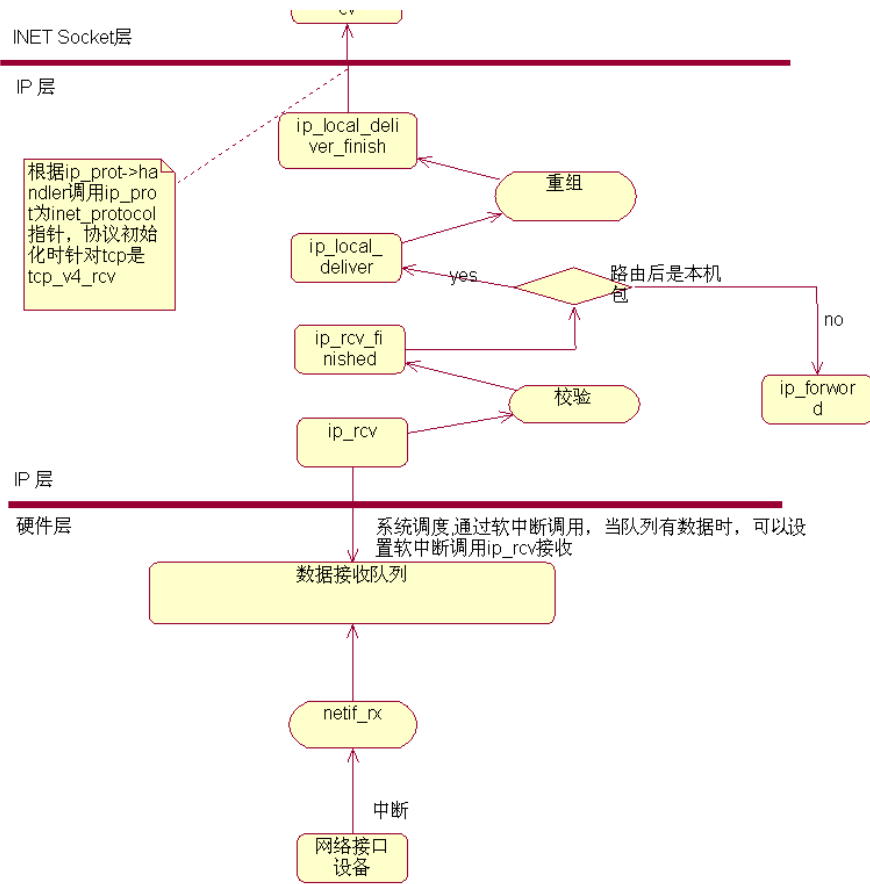 cv
INET Socket层
IP 层
ip_local_deli
ver_finish
根据ip_prot->ha
ndler调用ip_pro
t为inet_protocol
指针，协议初始
化时针对tcp是
tcp_v4_rcv
重组
ip_local_
deliver
yes
路由后是本机
包
no
ip_rcv_fi
nished
ip_forwor
d
校验
ip_rcv
IP 层
硬件层
系统调度,通过软中断调用，当队列有数据时，可以设
置软中断调用ip_rcv接收
数据接收队列
netif_rx
中断
网络接口
设备